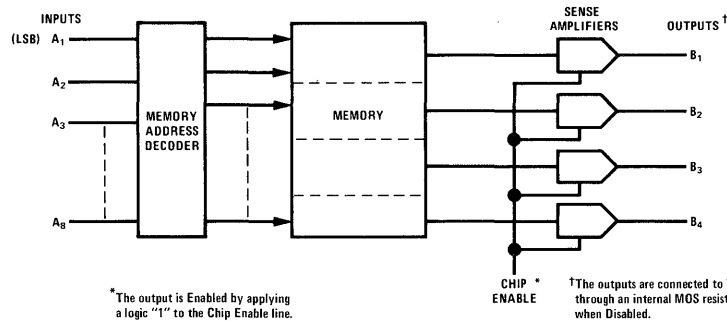 INPUTS
(LSB) A1
A2
A3
A8
MEMORY
ADDRESS
DECODER
MEMORY
SENSE
AMPLIFIERS
OUTPUTS †
B1
B2
B3
B4
CHIP *
ENABLE
*The output is Enabled by applying
a logic "1" to the Chip Enable line.
†The outputs are connected to
through an internal MOS resist
when Disabled.